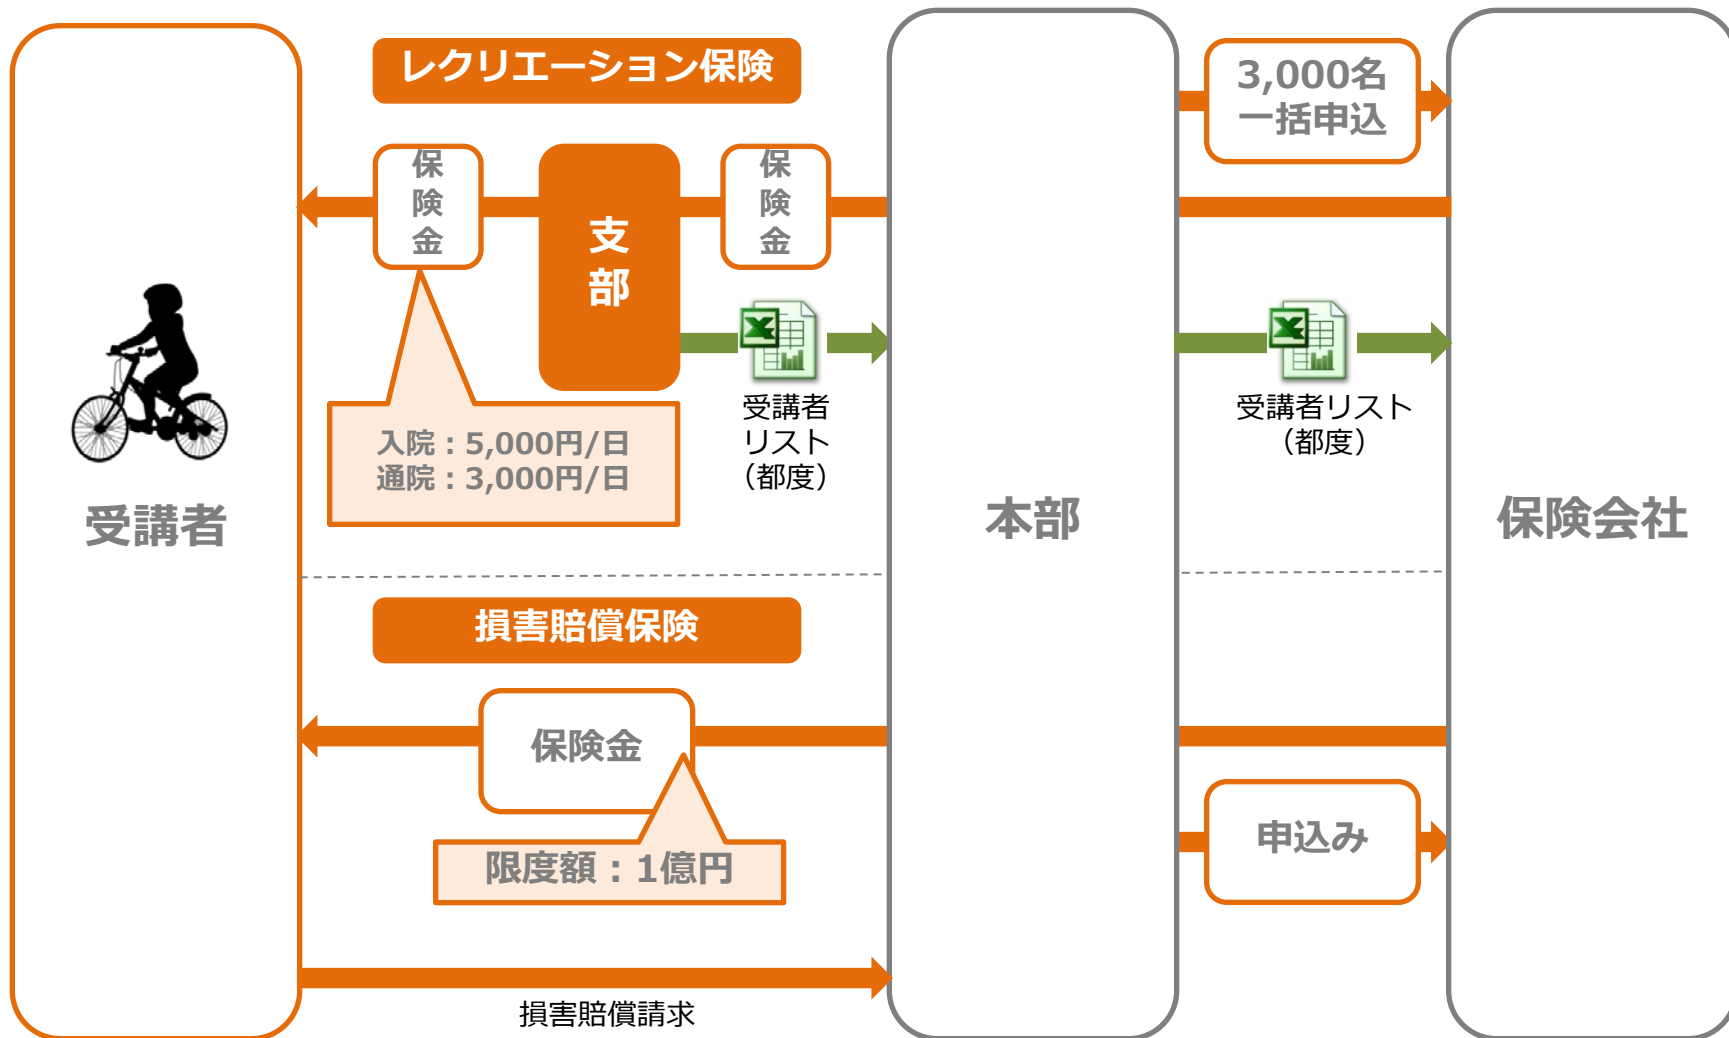 レクリエーション保険
3,000名
一括申込
保
険
金
支
部
保
険
金
入院：5,000円/日
通院：3,000円/日
受講者
リスト
（都度）
受講者リスト
（都度）
受講者
本部
保険会社
損害賠償保険
保険金
限度額：1億円
申込み
損害賠償請求